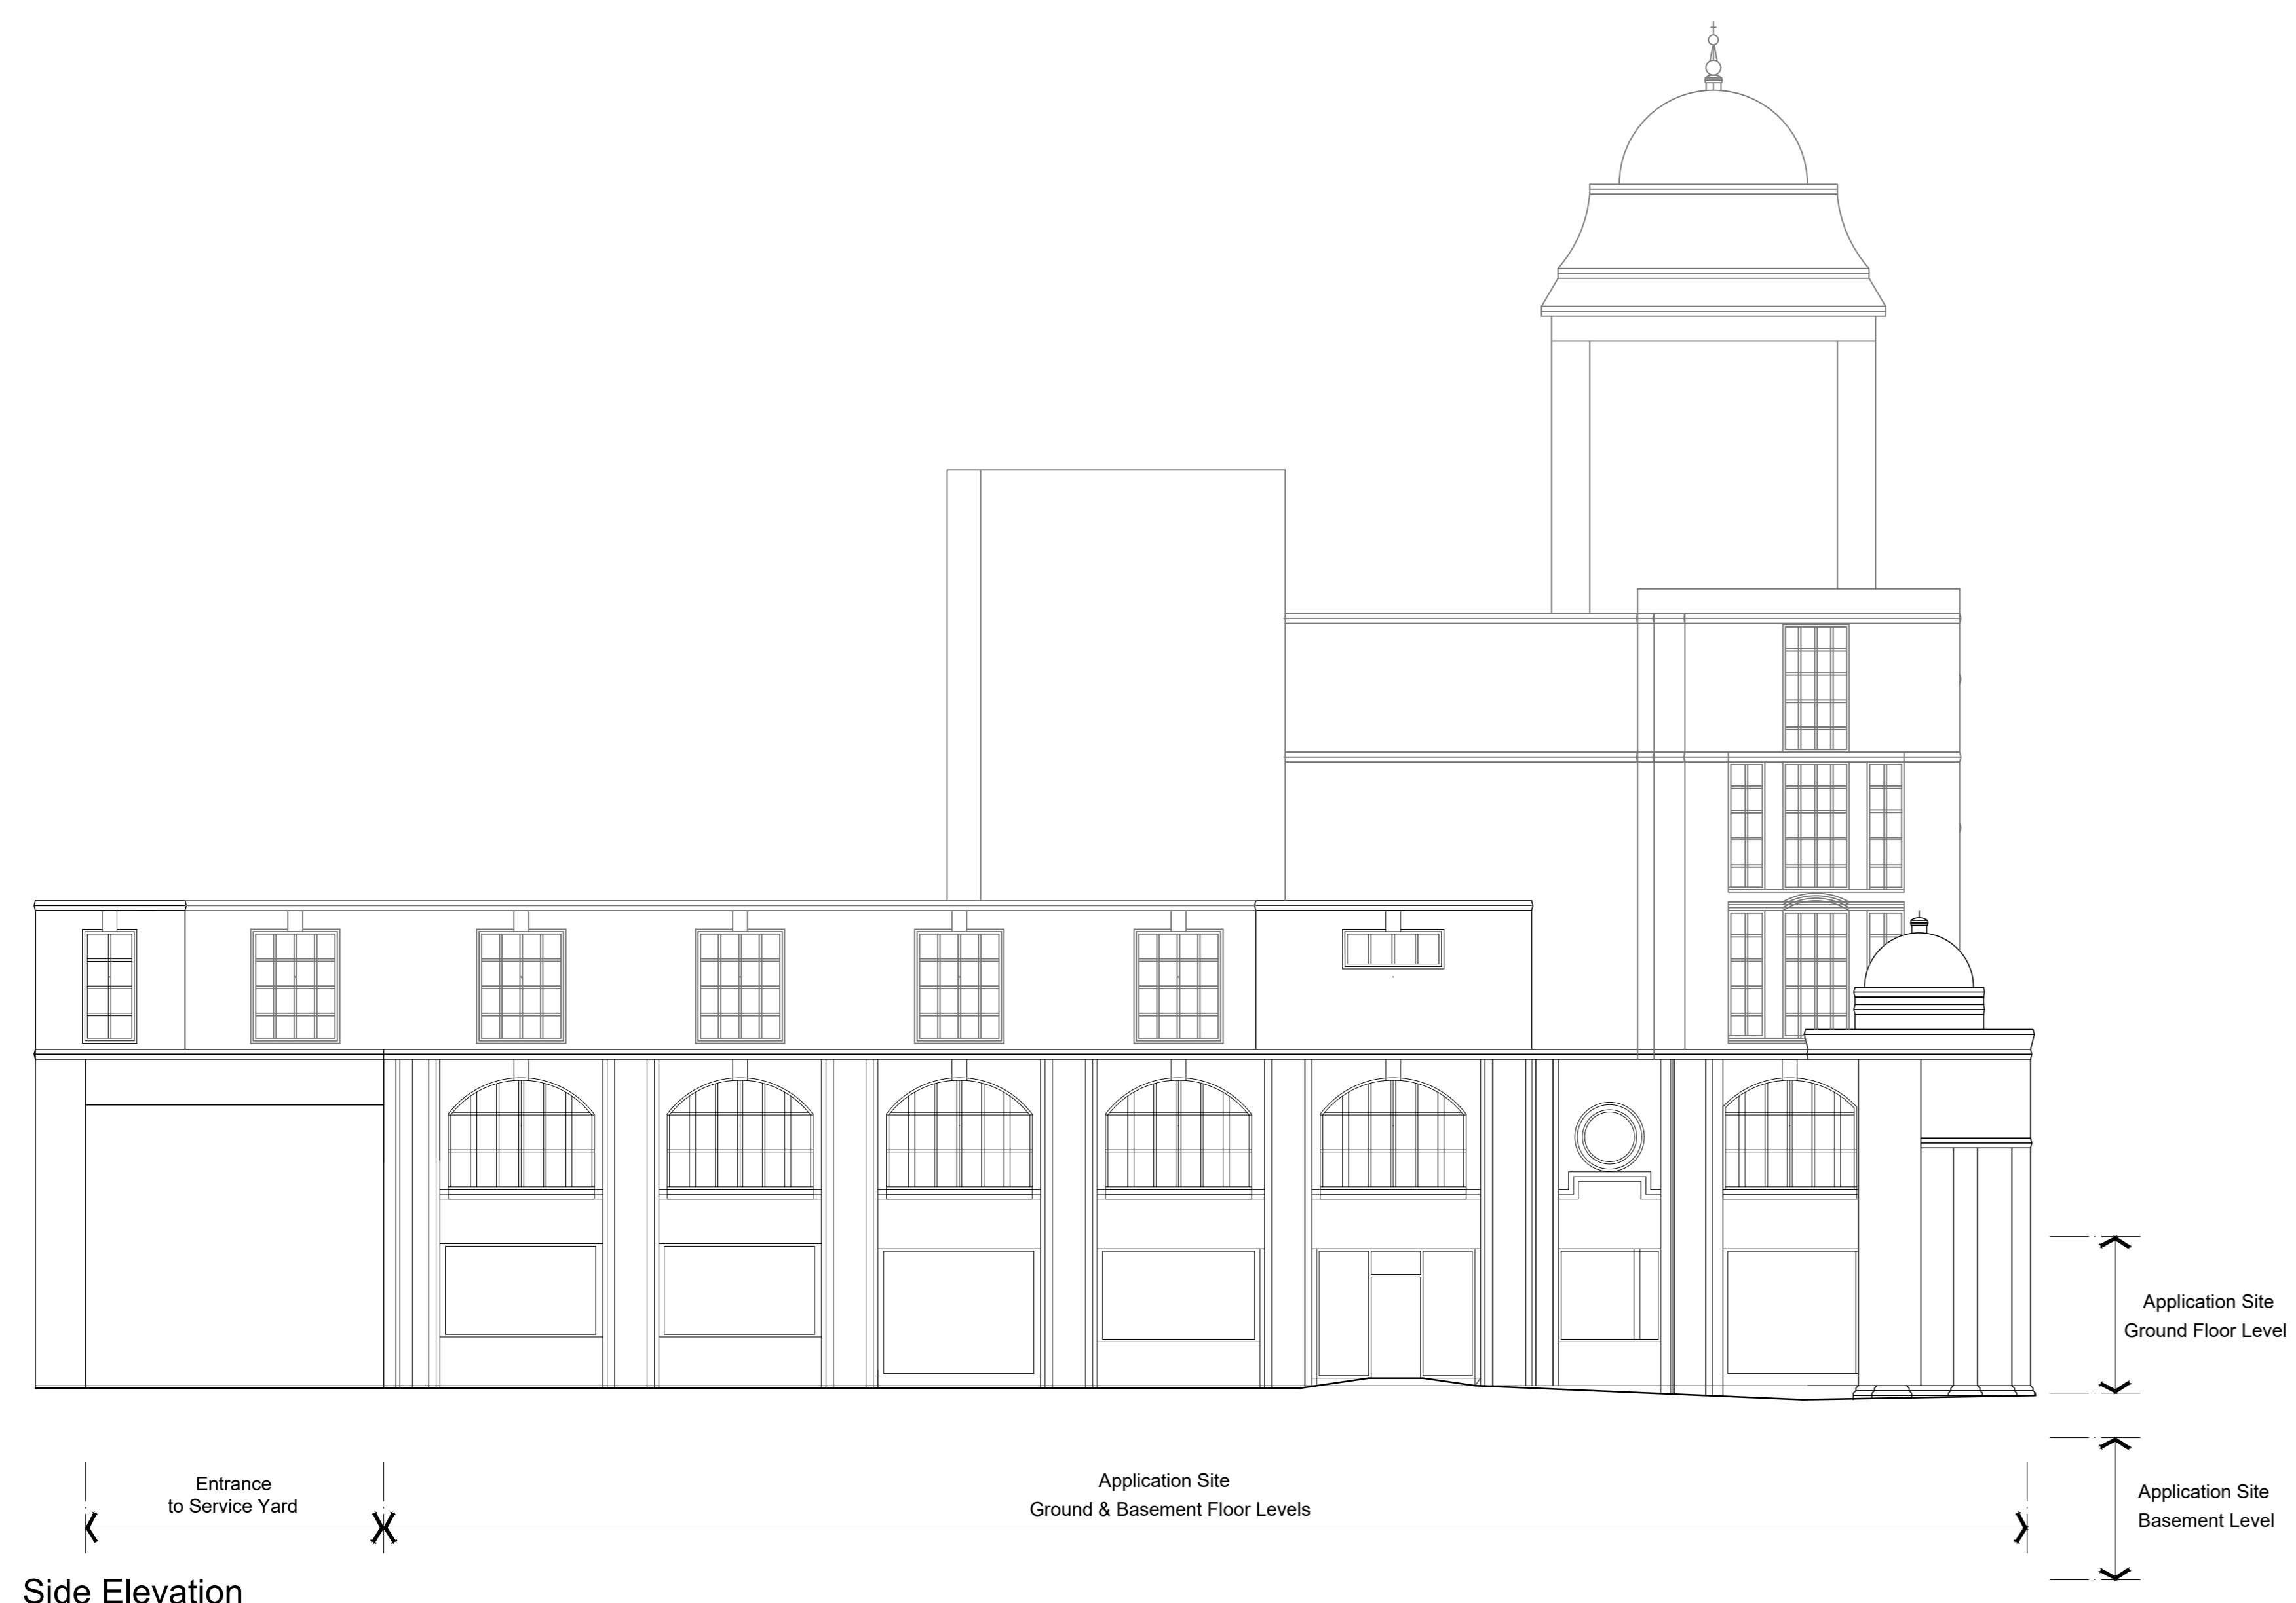 Application Site
Ground Floor Level
Entrance
to Service Yard
Application Site
Ground & Basement Floor Levels
Application Site
Basement Level
Side Elevation